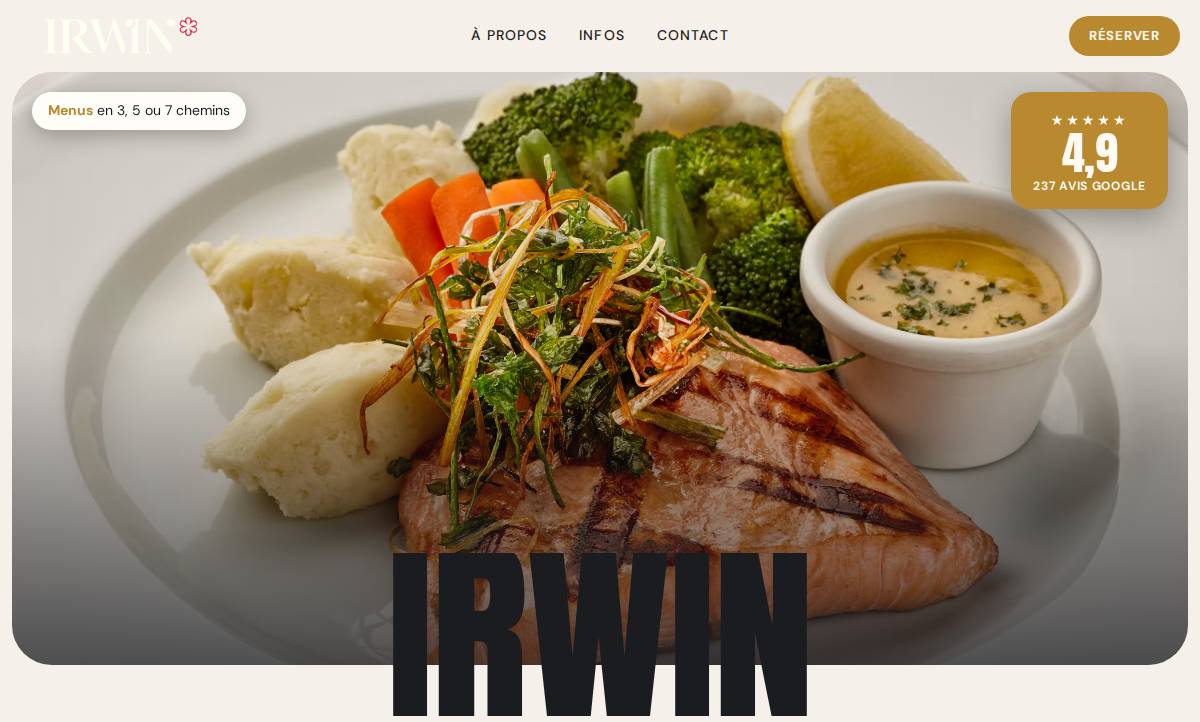 IRWIN
À PROPOS
INFOS
CONTACT
RÉSERVER
Menus en 3, 5 ou 7 chemins
★★★★★
4,9
237 AVIS GOOGLE
IRWIN